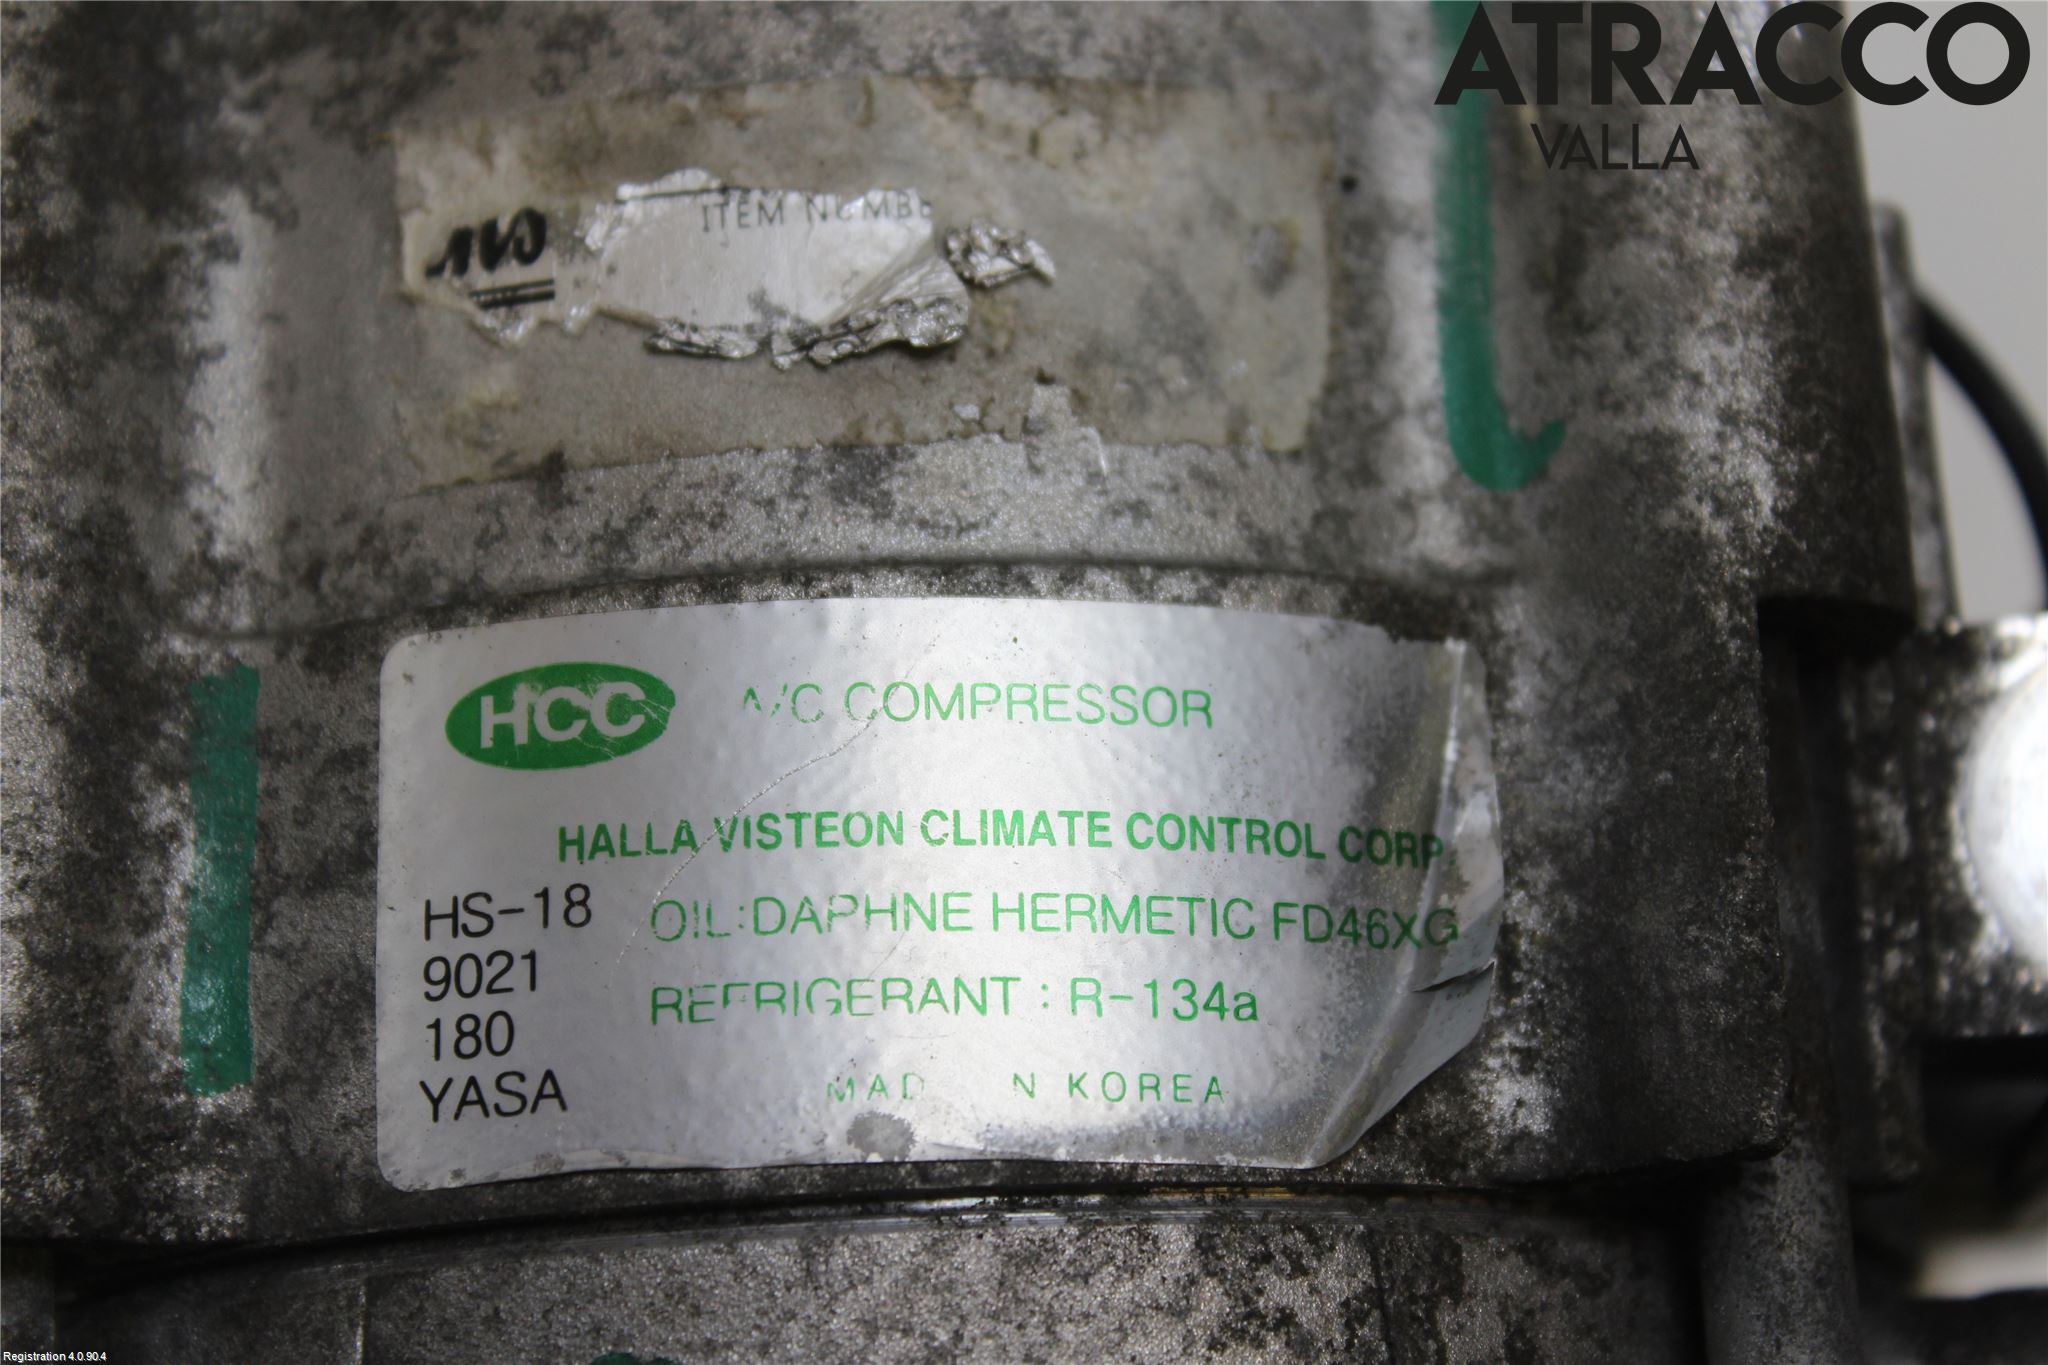 ATRACCO
VALLA
ITEM NUMBE
HCC
A/C COMPRESSOR
HALLA VISTEON CLIMATE CONTROL CORP.
HS-18
OIL:DAPHNE HERMETIC FD46XG
9021
REFRIGERANT : R-134a
180
YASA
MAD N KOREA
Registration 4.0.90.4